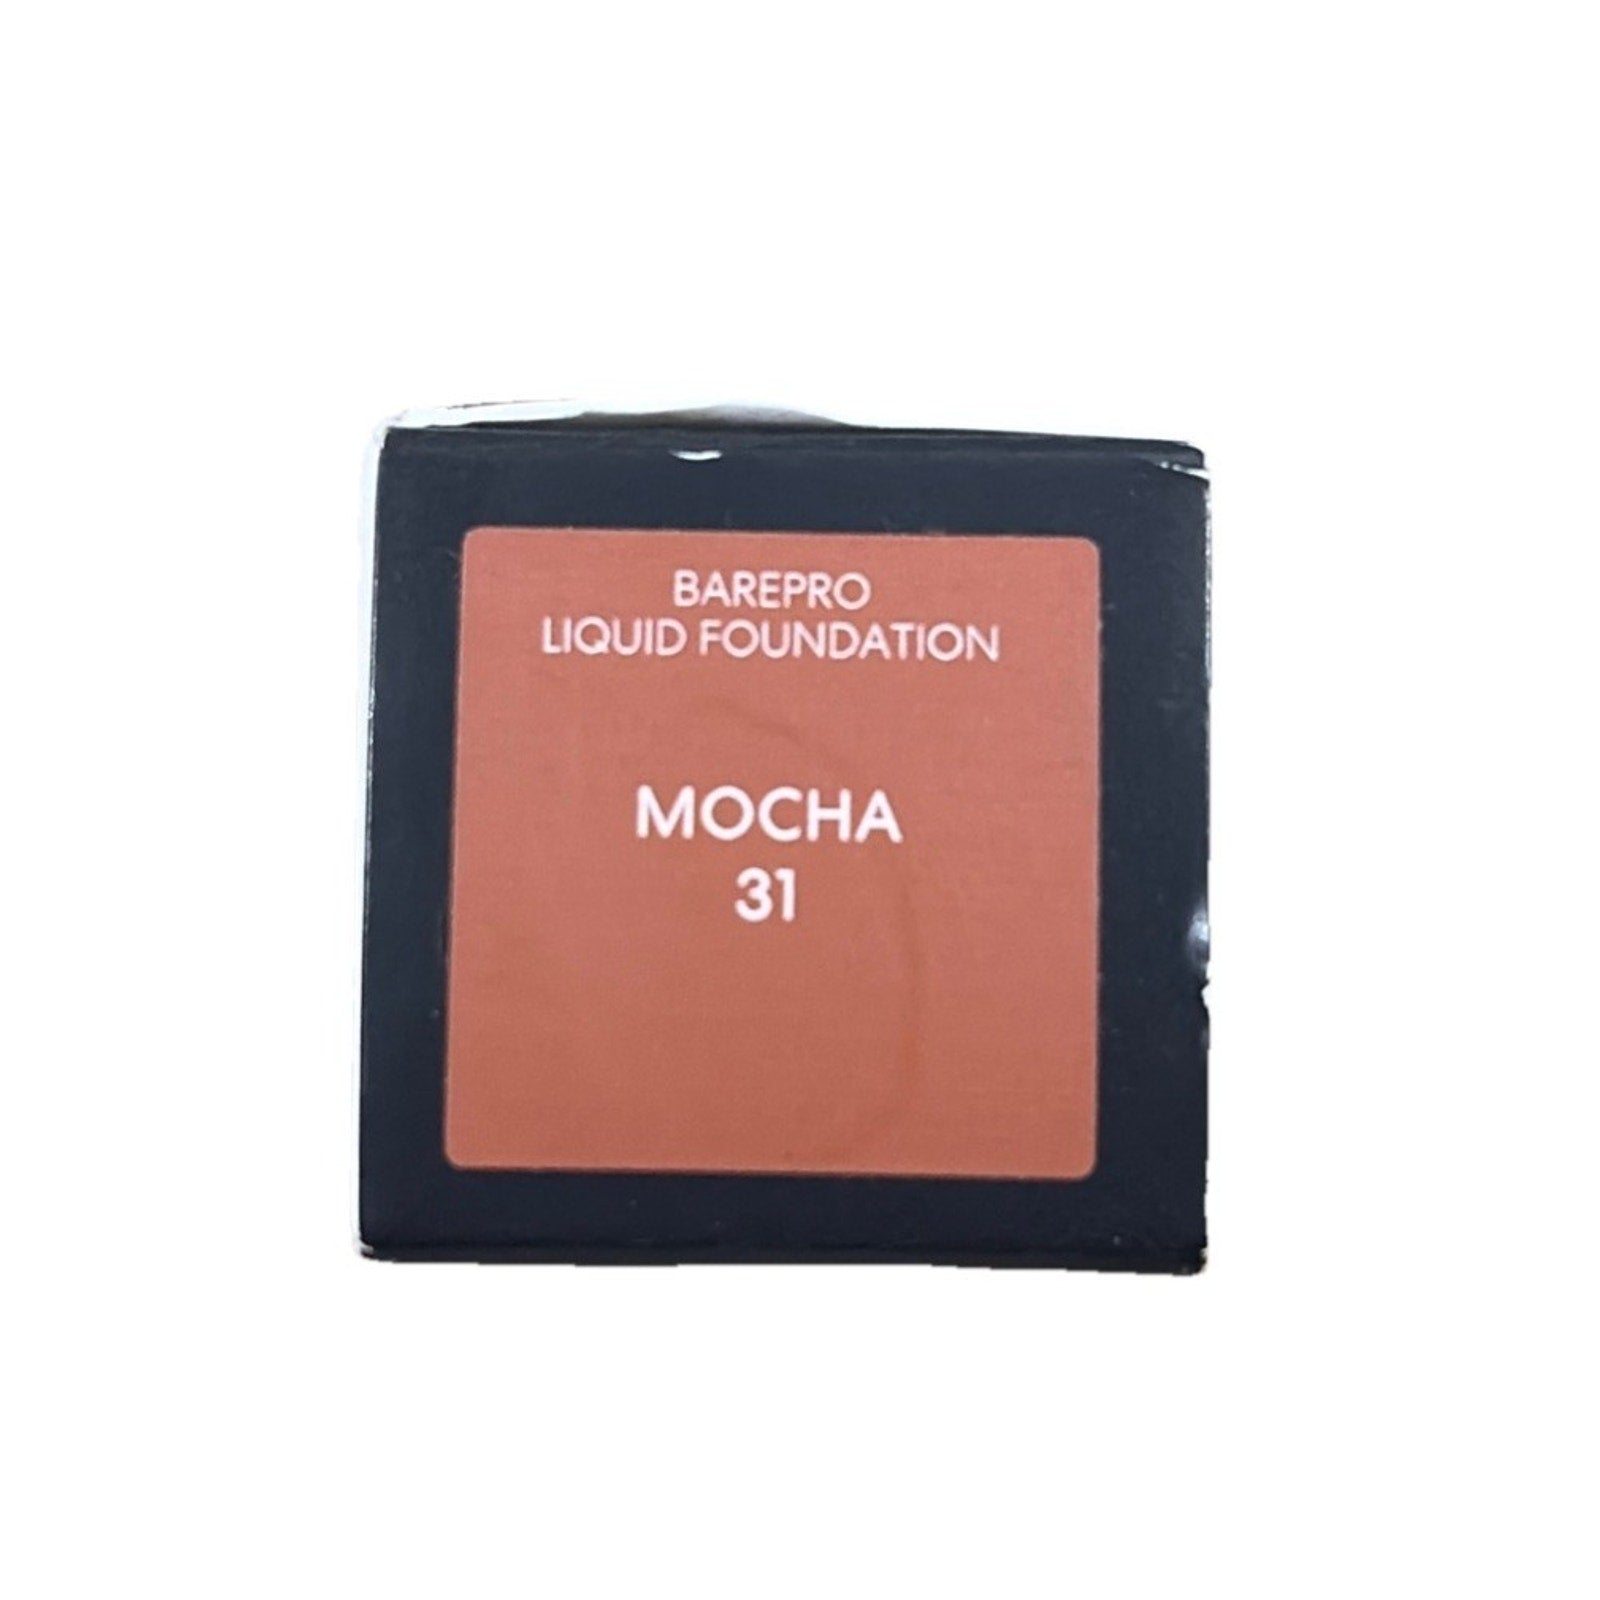 BAREPRO
LIQUID FOUNDATION
MOCHA
31